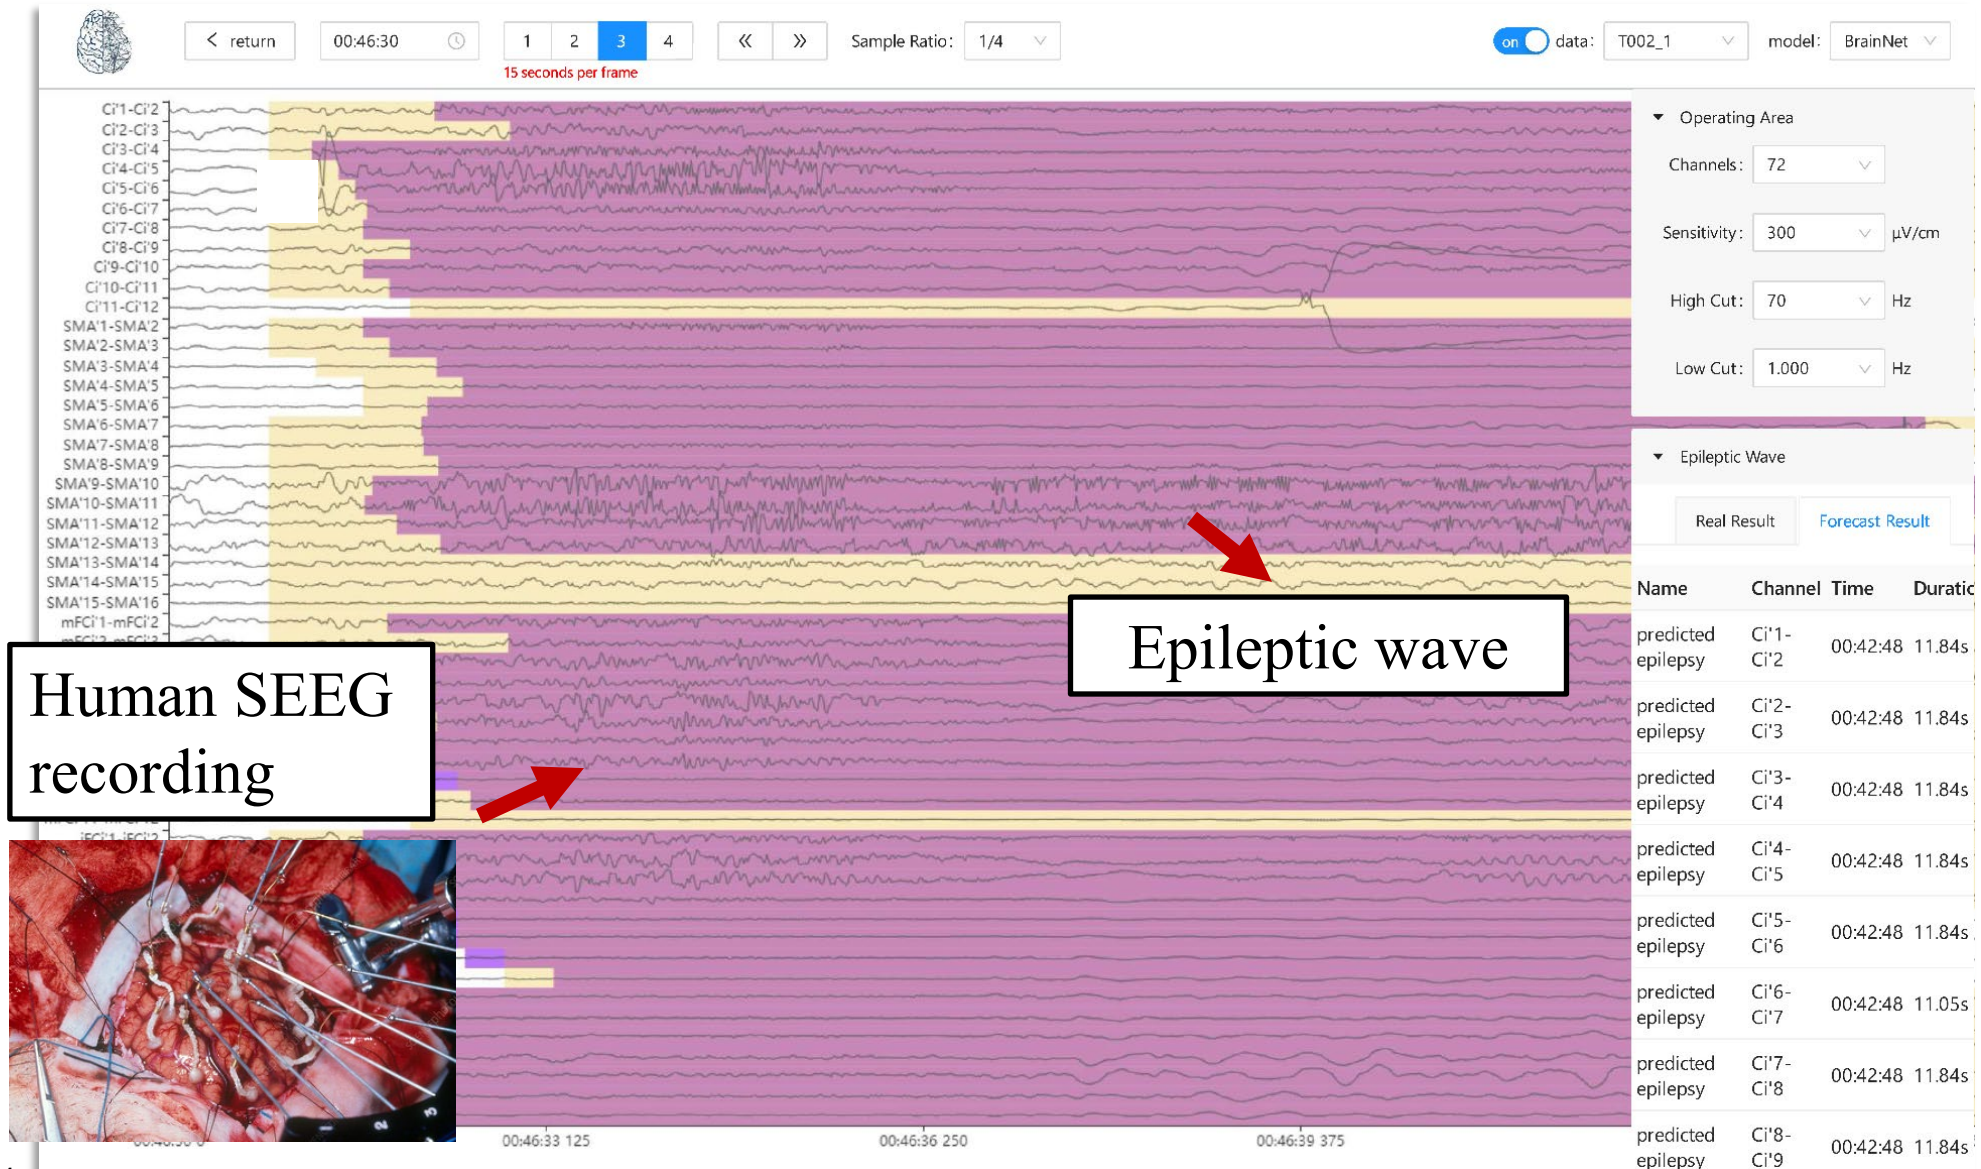 return
00:46:30
1 2 3 4
15 seconds per frame
« »
Sample Ratio: 1/4
on data: T002_1
model: BrainNet
Ci'1-Ci'2
Ci'2-Ci'3
Ci'3-Ci'4
Ci'4-Ci'5
Ci'5-Ci'6
Ci'6-Ci'7
Ci'7-Ci'8
Ci'8-Ci'9
Ci'9-Ci'10
Ci'10-Ci'11
Ci'11-Ci'12
SMA'1-SMA'2
SMA'2-SMA'3
SMA'3-SMA'4
SMA'4-SMA'5
SMA'5-SMA'6
SMA'6-SMA'7
SMA'7-SMA'8
SMA'8-SMA'9
SMA'9-SMA'10
SMA'10-SMA'11
SMA'11-SMA'12
SMA'12-SMA'13
SMA'13-SMA'14
SMA'14-SMA'15
SMA'15-SMA'16
mFCi'1-mFCi'2
mFCi'2-mFCi'3
Human SEEG
recording
iFCi'1-iFCi'2
Epileptic wave
00:46:33 125
00:46:36 250
00:46:39 375
Operating Area
Channels: 72
Sensitivity: 300 μV/cm
High Cut: 70 Hz
Low Cut: 1.000 Hz
Epileptic Wave
Real Result Forecast Result
Name Channel Time Duratic
predicted Ci'1-
epilepsy Ci'2 00:42:48 11.84s
predicted Ci'2-
epilepsy Ci'3 00:42:48 11.84s
predicted Ci'3-
epilepsy Ci'4 00:42:48 11.84s
predicted Ci'4-
epilepsy Ci'5 00:42:48 11.84s
predicted Ci'5-
epilepsy Ci'6 00:42:48 11.84s
predicted Ci'6-
epilepsy Ci'7 00:42:48 11.05s
predicted Ci'7-
epilepsy Ci'8 00:42:48 11.84s
predicted Ci'8-
epilepsy Ci'9 00:42:48 11.84s